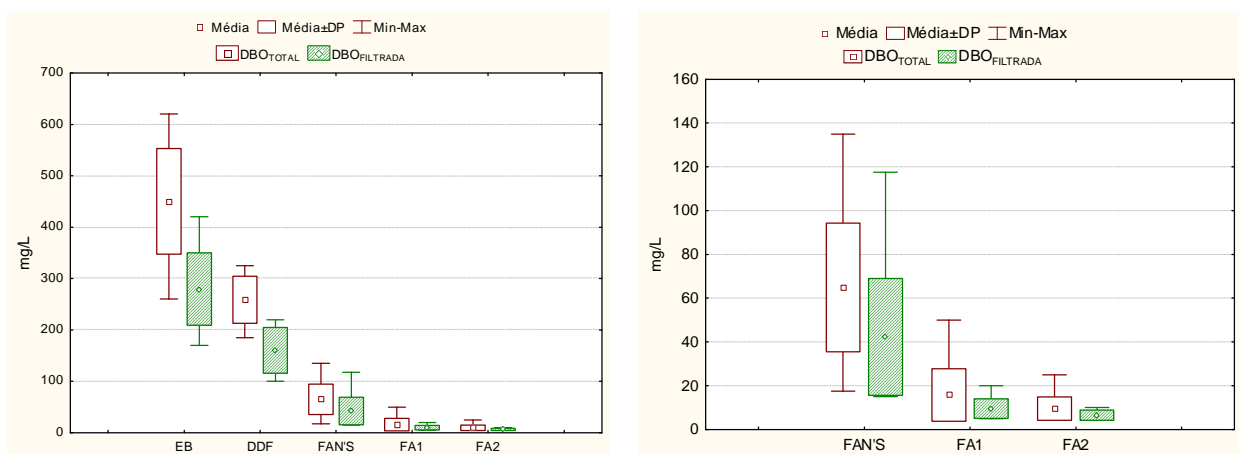 Média Média±DP Min-Max
DBOTOTAL DBOFILTRADA
700
600
500
400
300
200
100
0
mg/L
EB DDF FAN'S FA1 FA2
Média Média±DP Min-Max
DBOTOTAL DBOFILTRADA
160
140
120
100
80
60
40
20
0
mg/L
FAN'S FA1 FA2